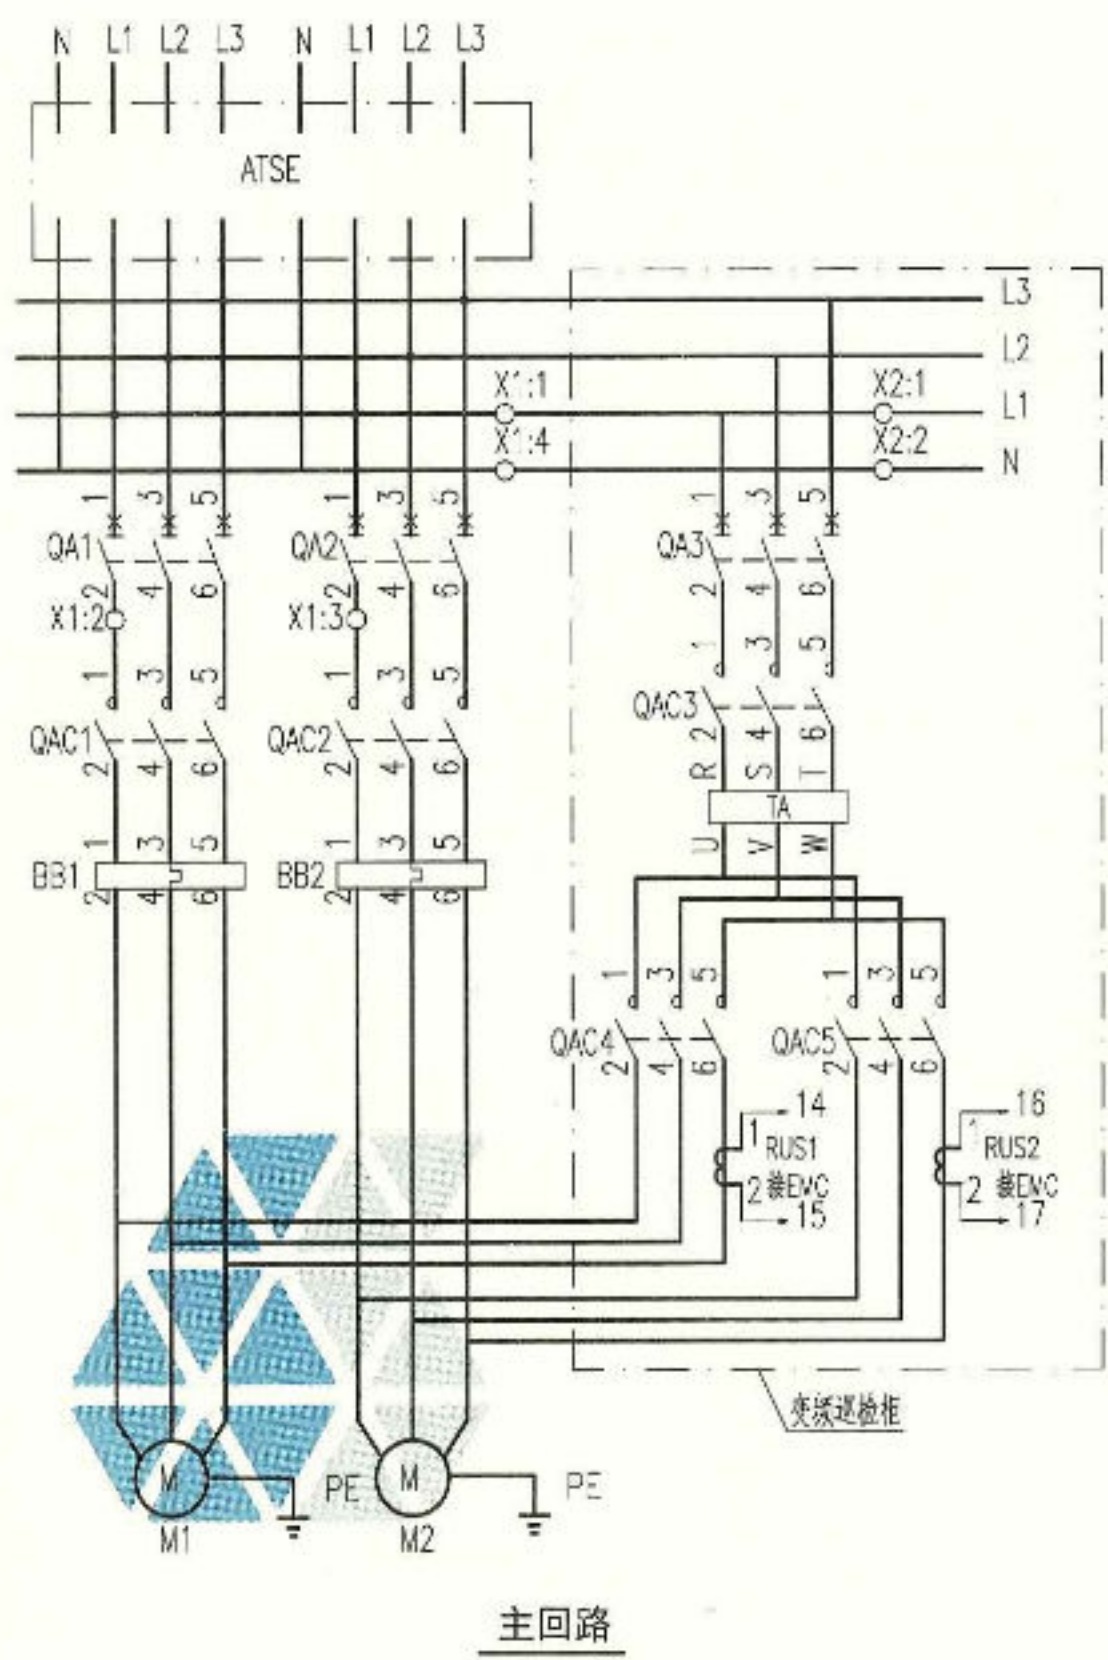 N L1 L2 L3 N L1 L2 L3
ATSE
L3
L2
X1:1 X2:1 L1
X1:4 X2:2 N
1 3 5 1 3 5 1 3 5
QA1 QA2 QA3
2 4 6 2 4 6 2 4 6
X1:2 X1:3
1 3 5 1 3 5 1 3 5
QAC1 QAC2 QAC3
2 4 6 2 4 6 2 4 6
R S T
TA
1 3 5 1 3 5 U V W
BB1 BB2
2 4 6 2 4 6
1 3 5 1 3 5
QAC4 QAC5
2 4 6 2 4 6
14 16
1 RUS1 1 RUS2
2 接EMC 2 接EMC
15 17
变频巡检柜
M PE M PE
M1 M2
主回路